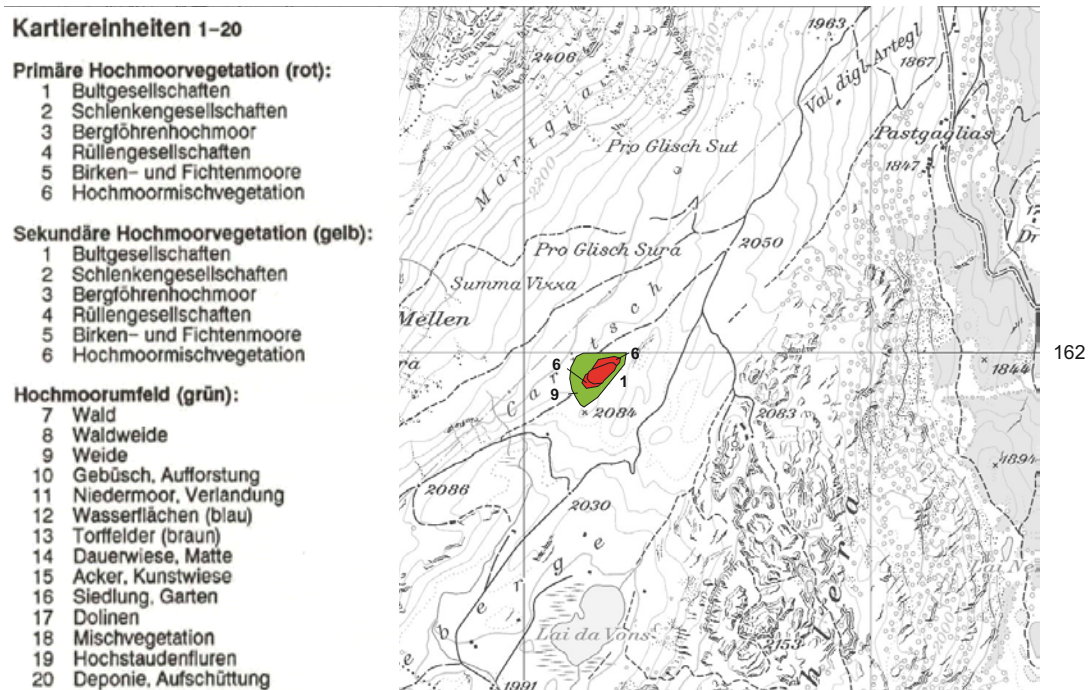 Kartiereinheiten 1–20
Primäre Hochmoorvegetation (rot):
1 Bultgesellschaften
2 Schlenkengesellschaften
3 Bergföhrenhochmoor
4 Rüllengesellschaften
5 Birken– und Fichtenmoore
6 Hochmoormischvegetation
Sekundäre Hochmoorvegetation (gelb):
1 Bultgesellschaften
2 Schlenkengesellschaften
3 Bergföhrenhochmoor
4 Rüllengesellschaften
5 Birken– und Fichtenmoore
6 Hochmoormischvegetation
Hochmoorumfeld (grün):
7 Wald
8 Waldweide
9 Weide
10 Gebüsch, Aufforstung
11 Niedermoor, Verlandung
12 Wasserflächen (blau)
13 Torffelder (braun)
14 Dauerwiese, Matte
15 Acker, Kunstwiese
16 Siedlung, Garten
17 Dolinen
18 Mischvegetation
19 Hochstaudenfluren
20 Deponie, Aufschüttung
1963
2406
Val digl Artegl
1867
Martgia
Pro Glisch Sut
Pastgaglias
1847
2200
2050
Pro Glisch Sura
Summa Vixxa
Mellen
162
6
6
1
9
1844
2084
2083
1894
2086
2030
Lai da Vons
2153
1991